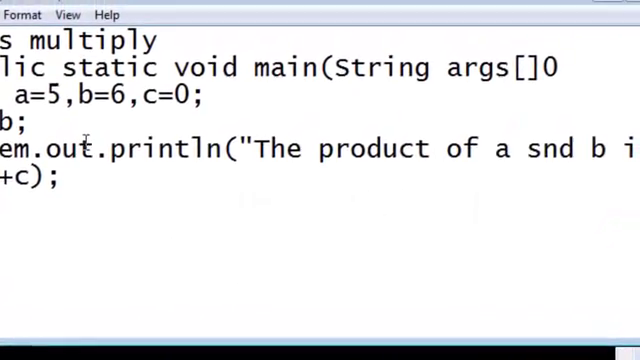 Format View Help
s multiply
lic static void main(String args[]0
a=5,b=6,c=0;
b;
em.out.println("The product of a snd b i
+c);